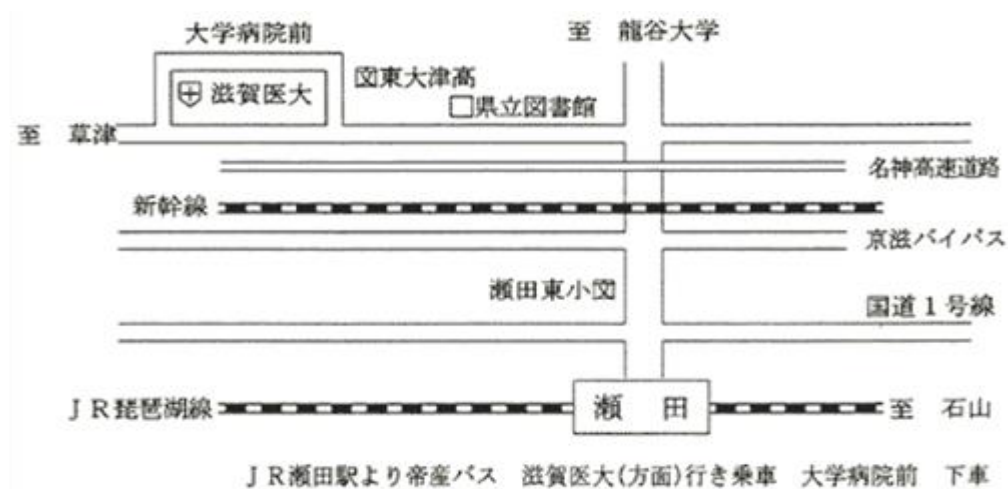 大学病院前
至 龍谷大学
滋賀医大
図東大津高
県立図書館
至 草津
名神高速道路
新幹線
京滋バイパス
瀬田東小図
国道1号線
JR琵琶湖線
瀬 田
至 石山
JR瀬田駅より帝産バス 滋賀医大(方面)行き乗車 大学病院前 下車